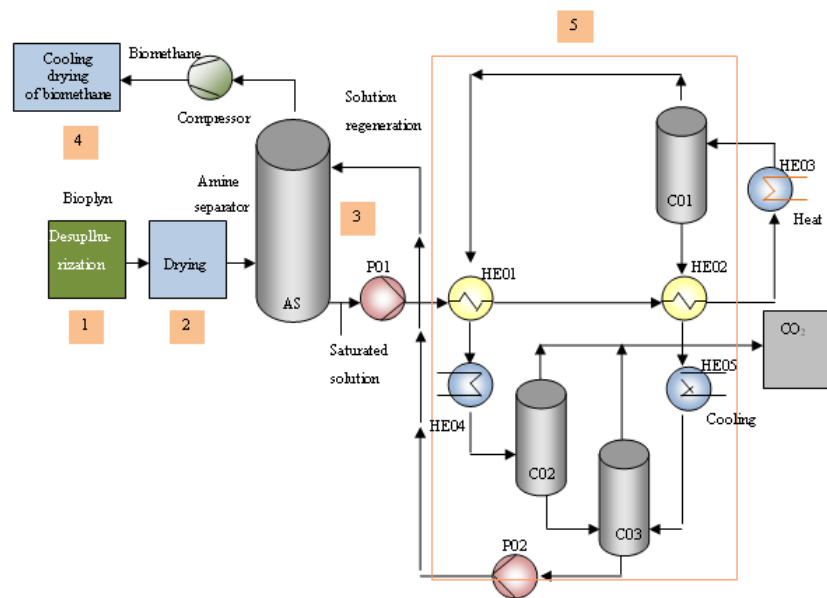 5
Cooling
drying
of biomethane
Biomethane
Compressor
Solution
regeneration
4
HE03
C01
Heat
Bioplyn
Amine
separator
3
Desuplhu-
rization
Drying
P01
HE01
HE02
AS
1
2
Saturated
solution
CO₂
HE05
HE04
Cooling
C02
C03
P02